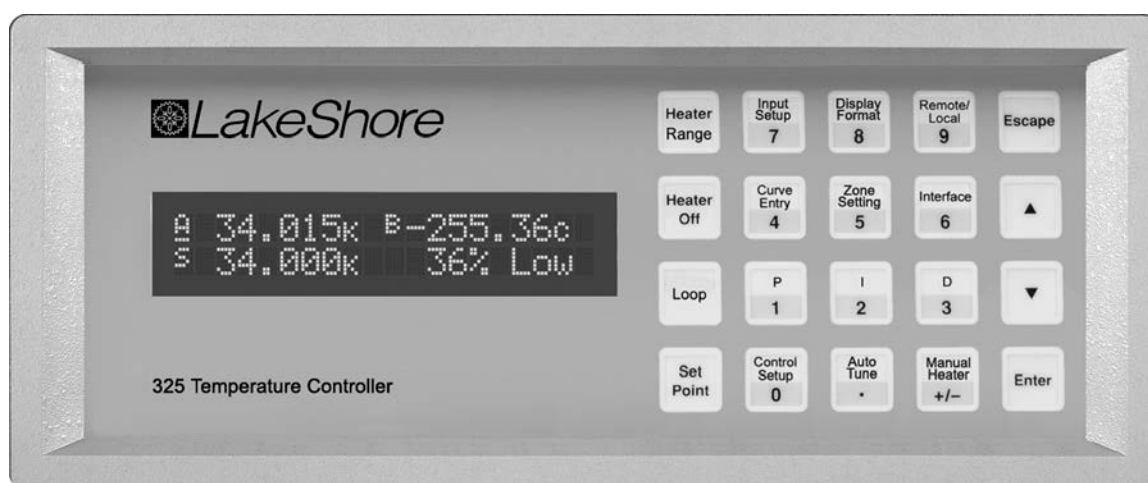 LakeShore
A 34.015K B-255.36C
S 34.000K 36% Low
325 Temperature Controller
Heater
Range
Input
Setup
7
Display
Format
8
Remote/
Local
9
Escape
Heater
Off
Curve
Entry
4
Zone
Setting
5
Interface
6
▲
Loop
P
1
I
2
D
3
▼
Set
Point
Control
Setup
0
Auto
Tune
.
Manual
Heater
+/−
Enter